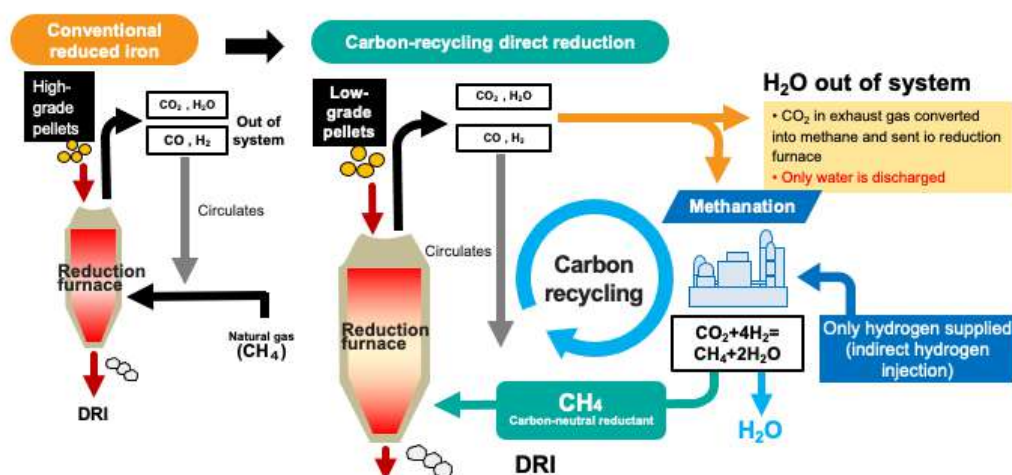 Conventional
reduced iron
High-
grade
pellets
CO₂ , H₂O
CO , H₂
Out of
system
Circulates
Reduction
furnace
Natural gas
(CH₄)
DRI
Carbon-recycling direct reduction
Low-
grade
pellets
CO₂ , H₂O
CO , H₂
Circulates
Reduction
furnace
Carbon
recycling
H₂O out of system
• CO₂ in exhaust gas converted
into methane and sent io reduction
furnace
• Only water is discharged
Methanation
CO₂+4H₂=
CH₄+2H₂O
Only hydrogen supplied
(indirect hydrogen
injection)
CH₄
Carbon-neutral reductant
H₂O
DRI